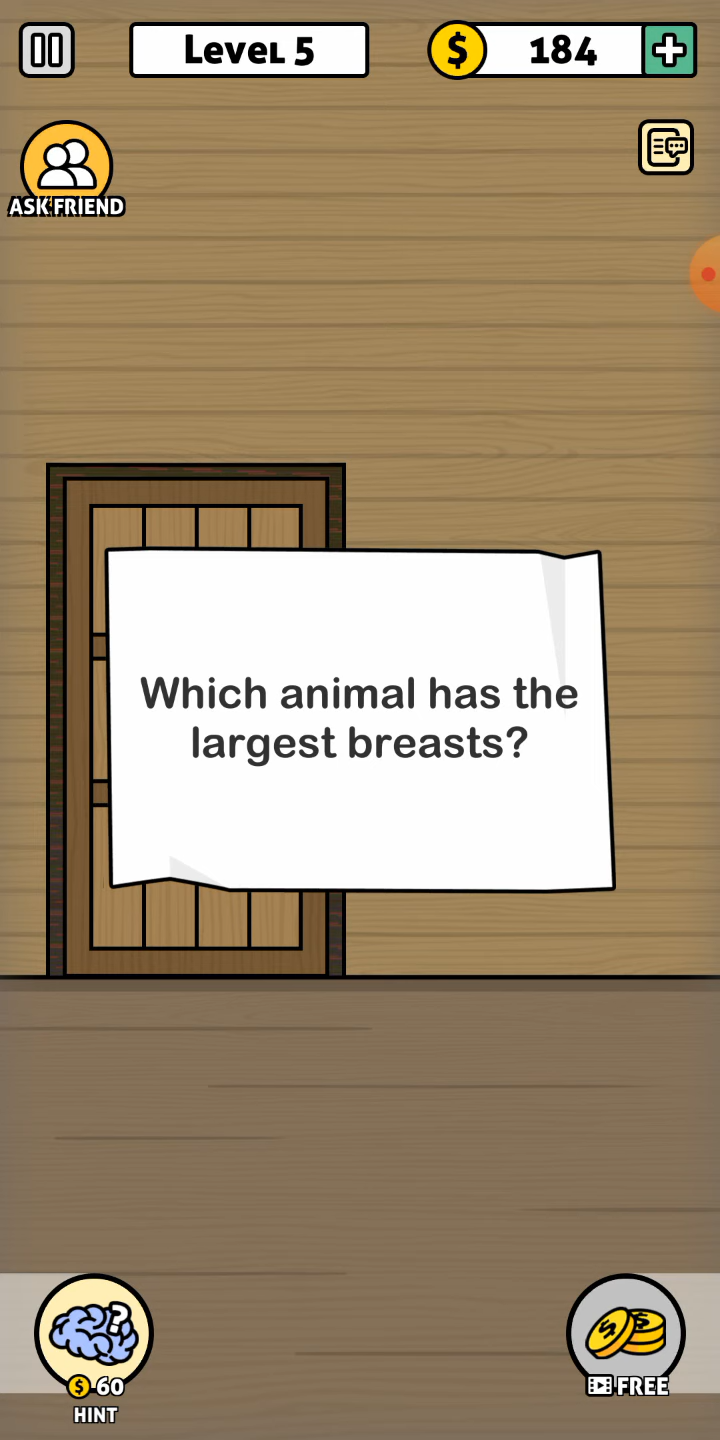 Level 5
184
ASK FRIEND
Which animal has the
largest breasts?
60
HINT
FREE